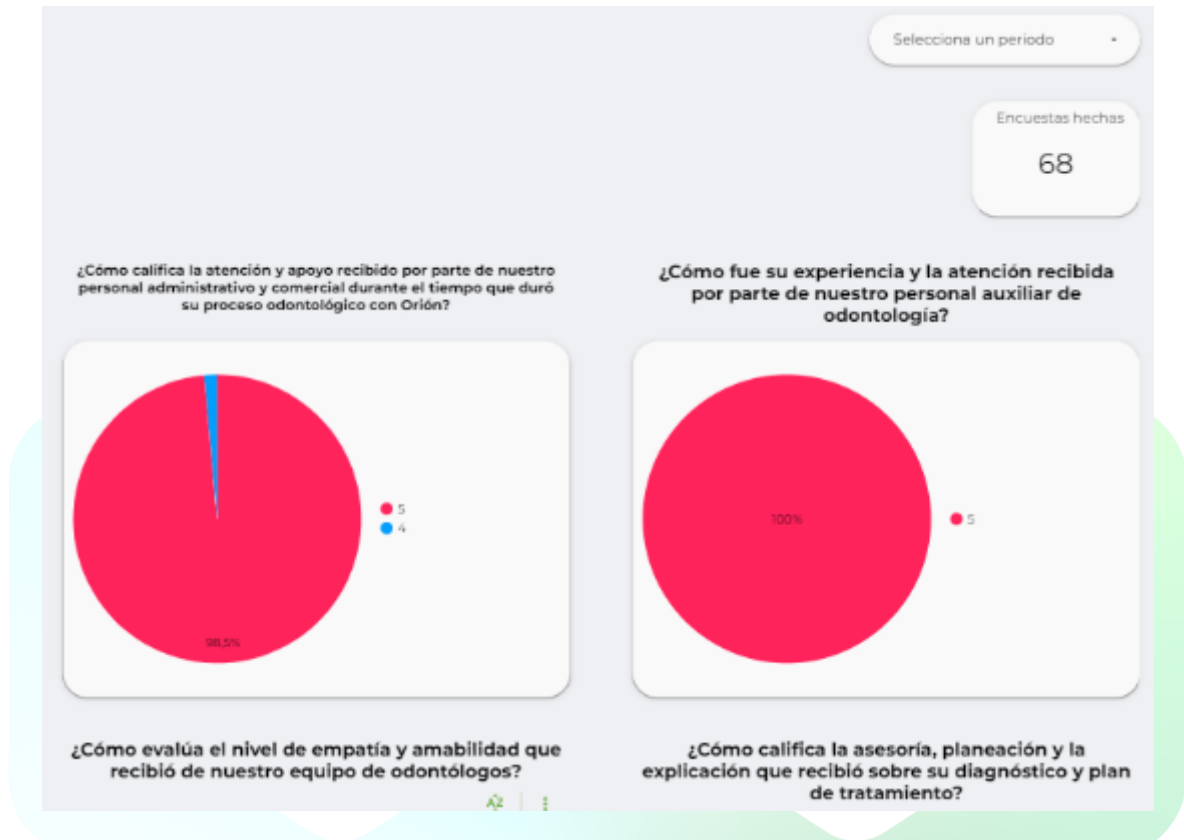 Selecciona un periodo
Encuestas hechas
68
¿Cómo califica la atención y apoyo recibido por parte de nuestro
personal administrativo y comercial durante el tiempo que duró
su proceso odontológico con Orión?
¿Cómo fue su experiencia y la atención recibida
por parte de nuestro personal auxiliar de
odontología?
5
4
98,5%
100%
5
¿Cómo evalúa el nivel de empatía y amabilidad que
recibió de nuestro equipo de odontólogos?
¿Cómo califica la asesoría, planeación y la
explicación que recibió sobre su diagnóstico y plan
de tratamiento?
AZ